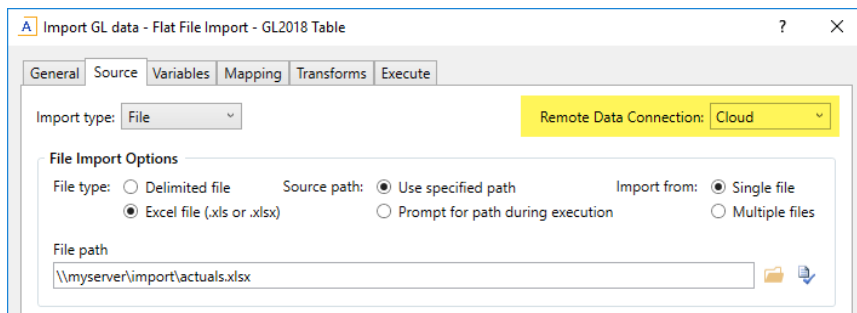 A Import GL data - Flat File Import - GL2018 Table ? X
General Source Variables Mapping Transforms Execute
Import type: File Remote Data Connection: Cloud
File Import Options
File type: Delimited file Source path: Use specified path Import from: Single file
Excel file (.xls or .xlsx) Prompt for path during execution Multiple files
File path
\\myserver\import\actuals.xlsx